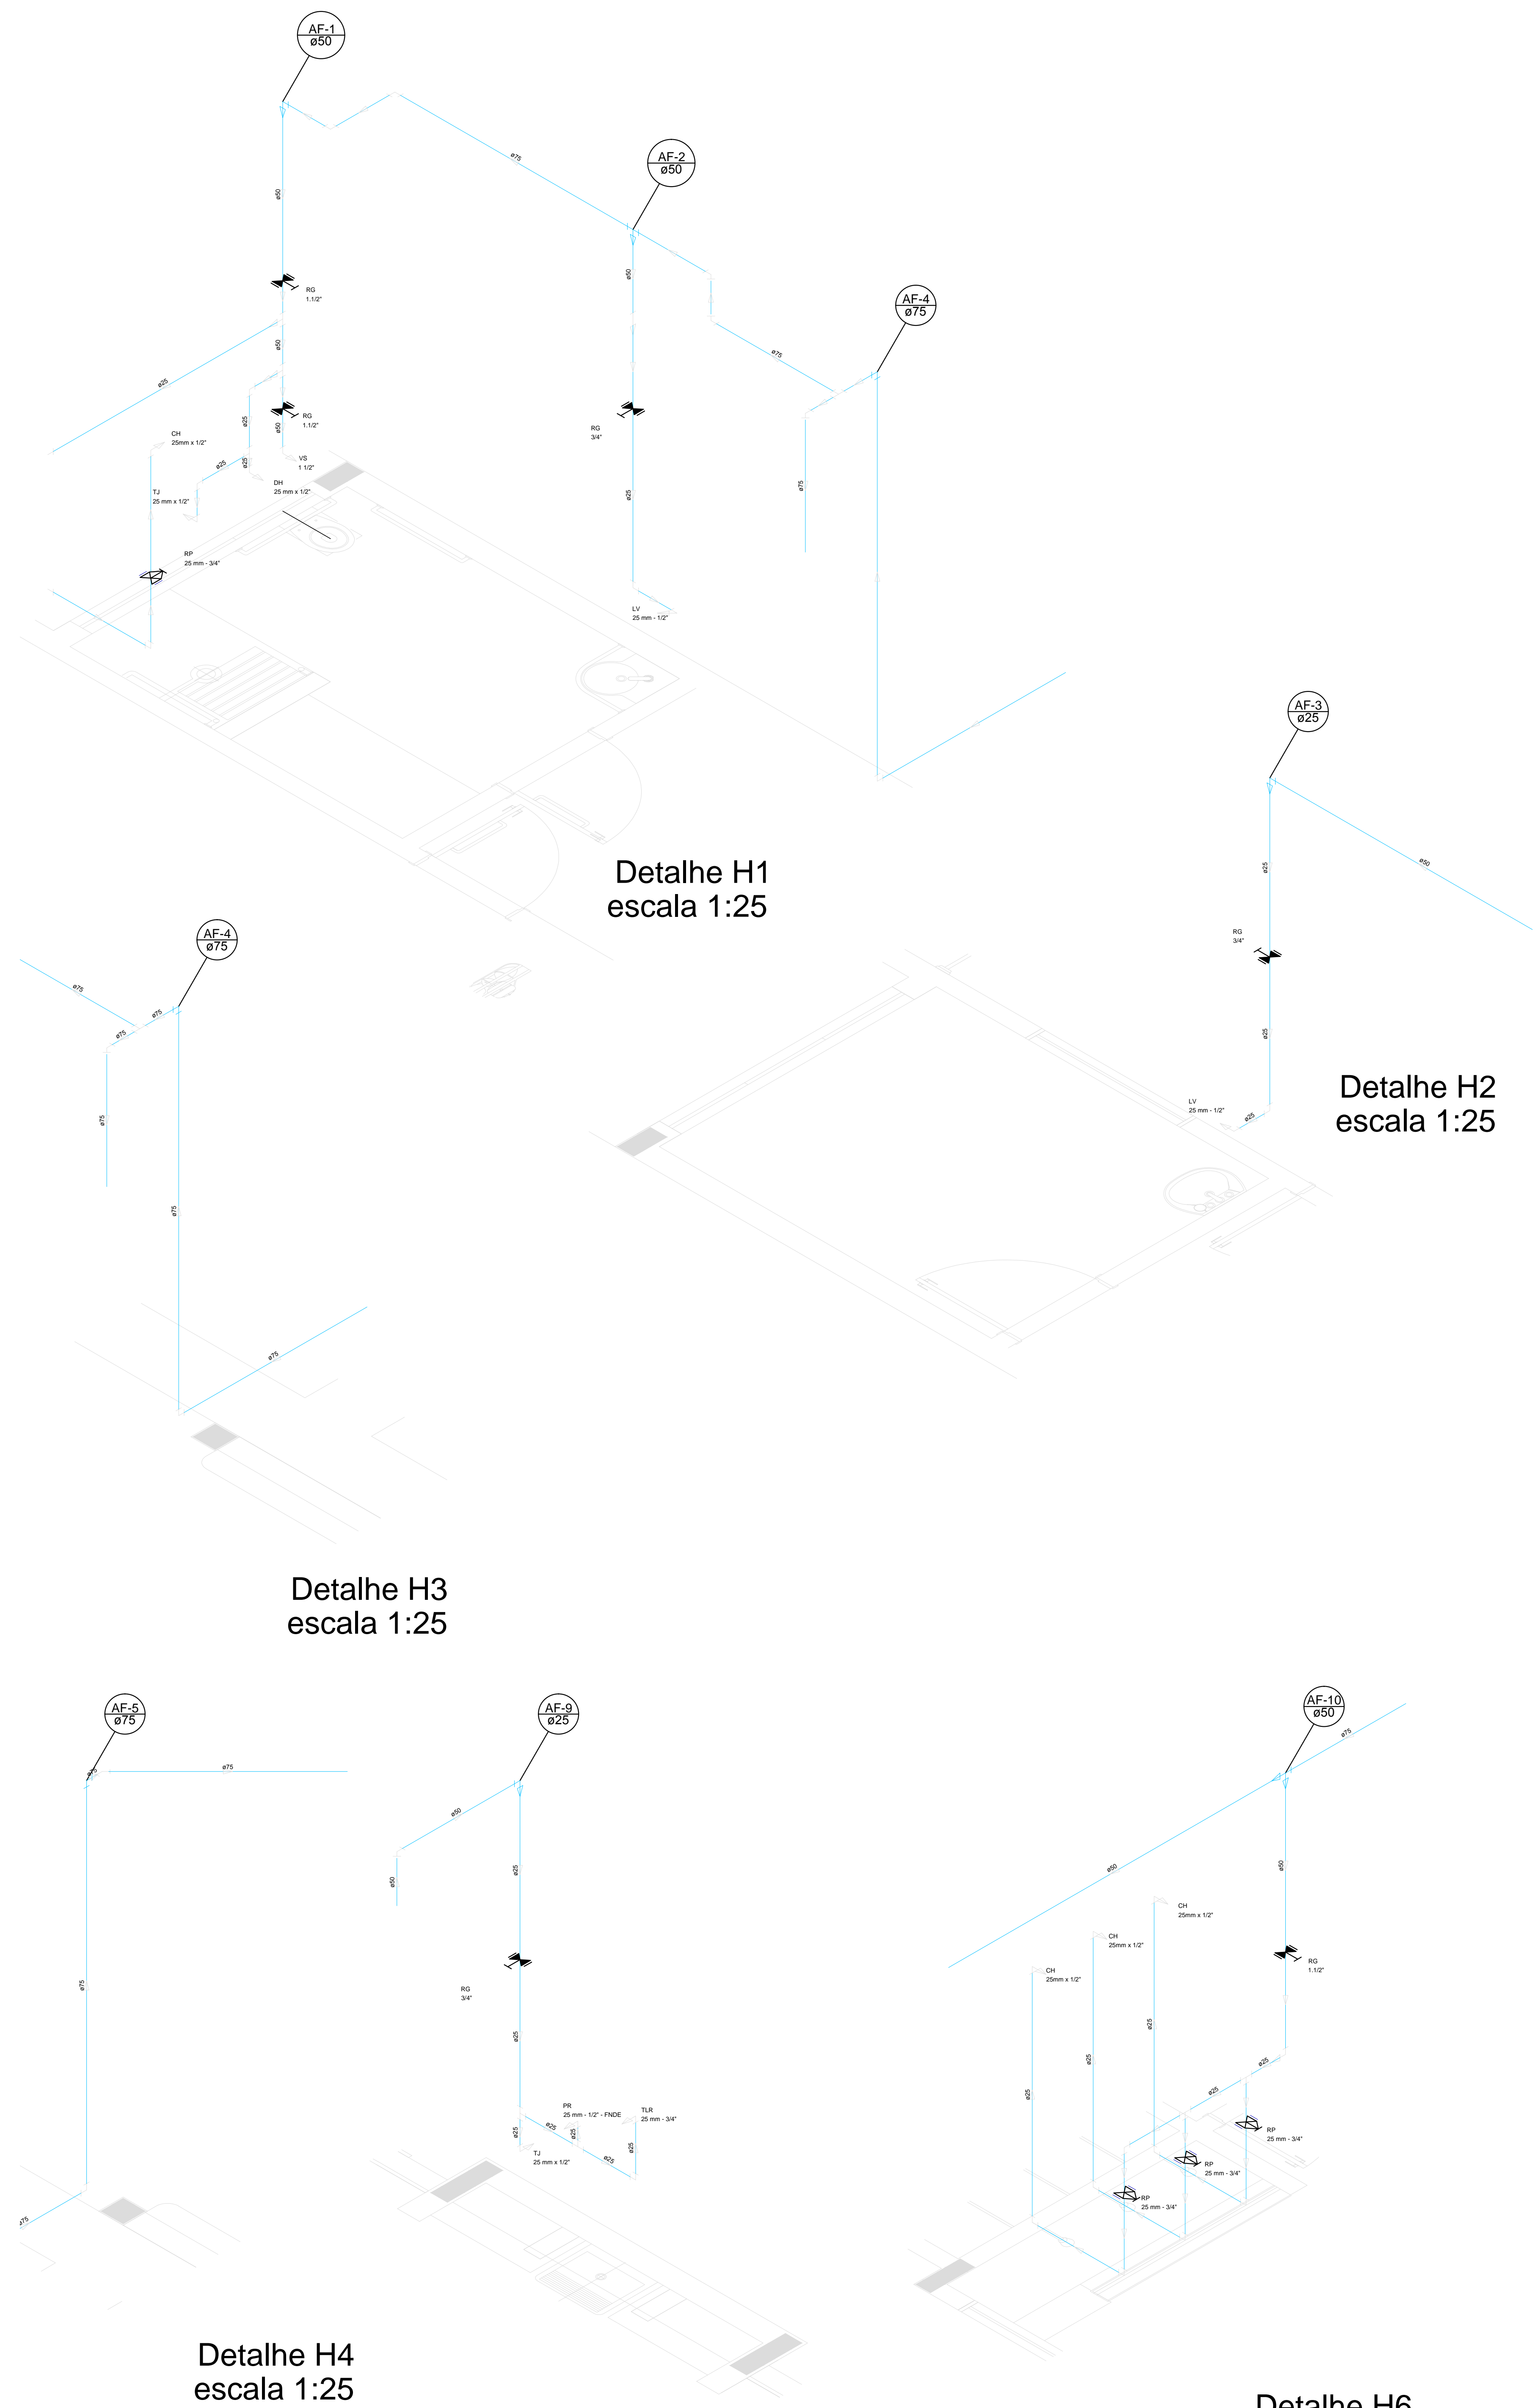 AF-1
ø50
AF-2
ø50
AF-4
ø75
ø75
ø50
ø50
RG
1.1/2"
ø75
ø50
ø25
RG
1.1/2"
ø25
ø50
RG
3/4"
CH
25mm x 1/2"
ø25
ø25
VS
1 1/2"
DH
25 mm x 1/2"
TJ
25 mm x 1/2"
ø25
ø75
RP
25 mm - 3/4"
LV
25 mm - 1/2"
Detalhe H1
escala 1:25
AF-3
ø25
ø25
ø50
RG
3/4"
ø25
LV
25 mm - 1/2"
ø25
Detalhe H2
escala 1:25
AF-4
ø75
ø75
ø75
ø75
ø75
ø75
ø75
Detalhe H3
escala 1:25
AF-5
ø75
ø75
ø75
ø75
ø75
Detalhe H4
escala 1:25
AF-9
ø25
ø50
ø50
ø25
RG
3/4"
ø25
PR
25 mm - 1/2" - FNDE
TLR
25 mm - 3/4"
ø25
ø25
ø25
ø25
ø25
TJ
25 mm x 1/2"
AF-10
ø50
ø75
ø50
ø50
CH
25mm x 1/2"
CH
25mm x 1/2"
CH
25mm x 1/2"
RG
1.1/2"
ø25
ø25
ø25
ø25
ø25
RP
25 mm - 3/4"
RP
25 mm - 3/4"
RP
25 mm - 3/4"
Detalhe H6